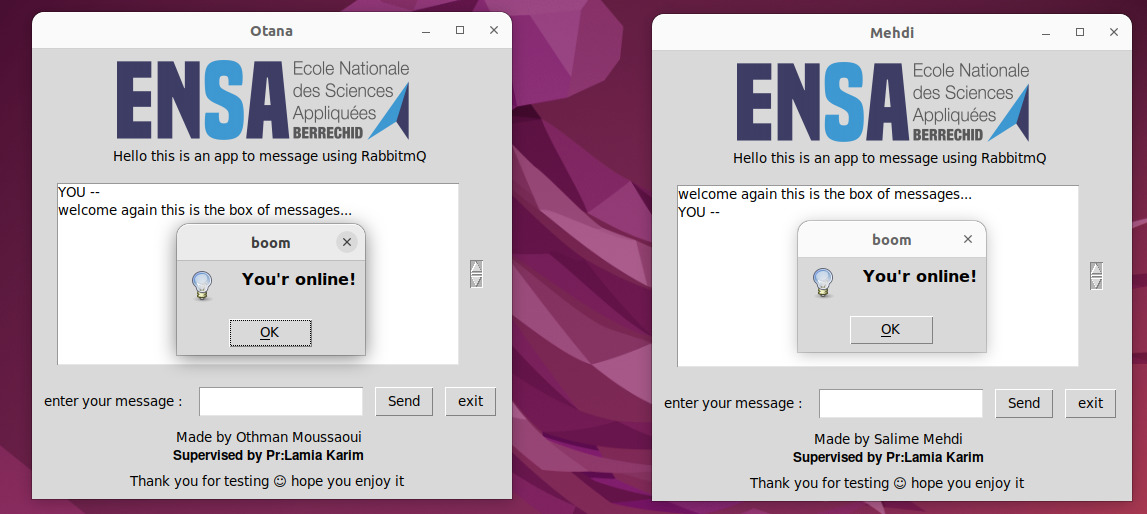 Otana
ENSA
Ecole Nationale
des Sciences
Appliquées
BERRECHID
Hello this is an app to message using RabbitmQ
YOU --
welcome again this is the box of messages...
boom
You'r online!
OK
enter your message :
Send
exit
Made by Othman Moussaoui
Supervised by Pr:Lamia Karim
Thank you for testing ☺ hope you enjoy it
Mehdi
ENSA
Ecole Nationale
des Sciences
Appliquées
BERRECHID
Hello this is an app to message using RabbitmQ
welcome again this is the box of messages...
YOU --
boom
You'r online!
OK
enter your message :
Send
exit
Made by Salime Mehdi
Supervised by Pr:Lamia Karim
Thank you for testing ☺ hope you enjoy it